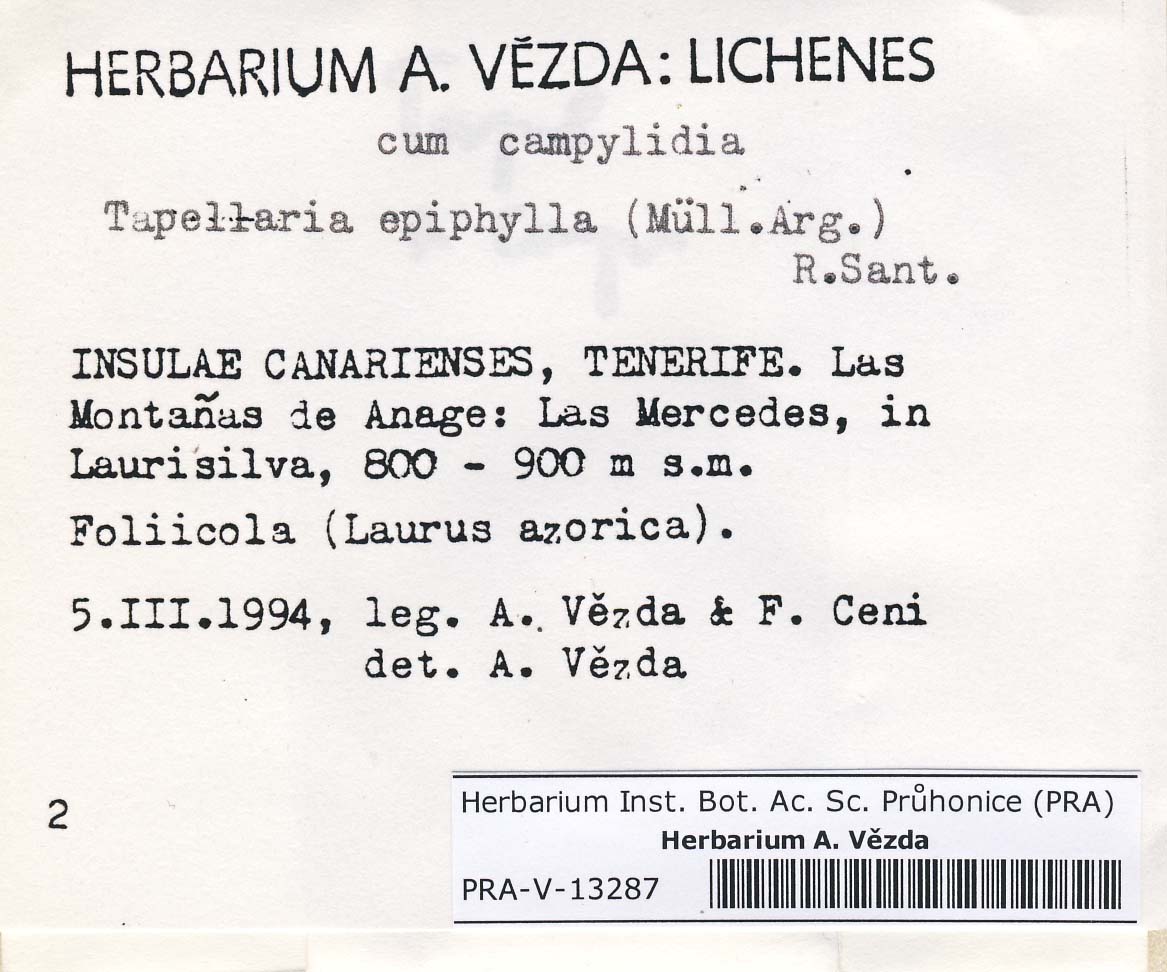 HERBARIUM A. VĚZDA: LICHENES
cum campylidia
Tapellaria epiphylla (Müll.Arg.)
R.Sant.
INSULAE CANARIENSES, TENERIFE. Las
Montañas de Anage: Las Mercedes, in
Laurisilva, 800 - 900 m s.m.
Foliicola (Laurus azorica).
5.III.1994, leg. A. Vězda & F. Ceni
det. A. Vězda
2
Herbarium Inst. Bot. Ac. Sc. Průhonice (PRA)
Herbarium A. Vězda
PRA-V-13287